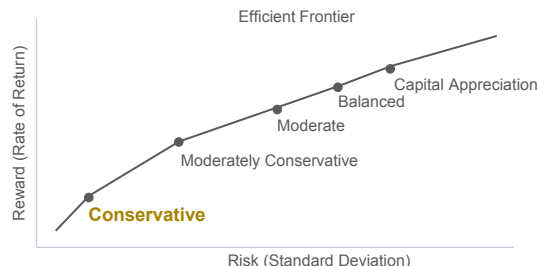 Efficient Frontier
Reward (Rate of Return)
Capital Appreciation
Balanced
Moderate
Moderately Conservative
Conservative
Risk (Standard Deviation)